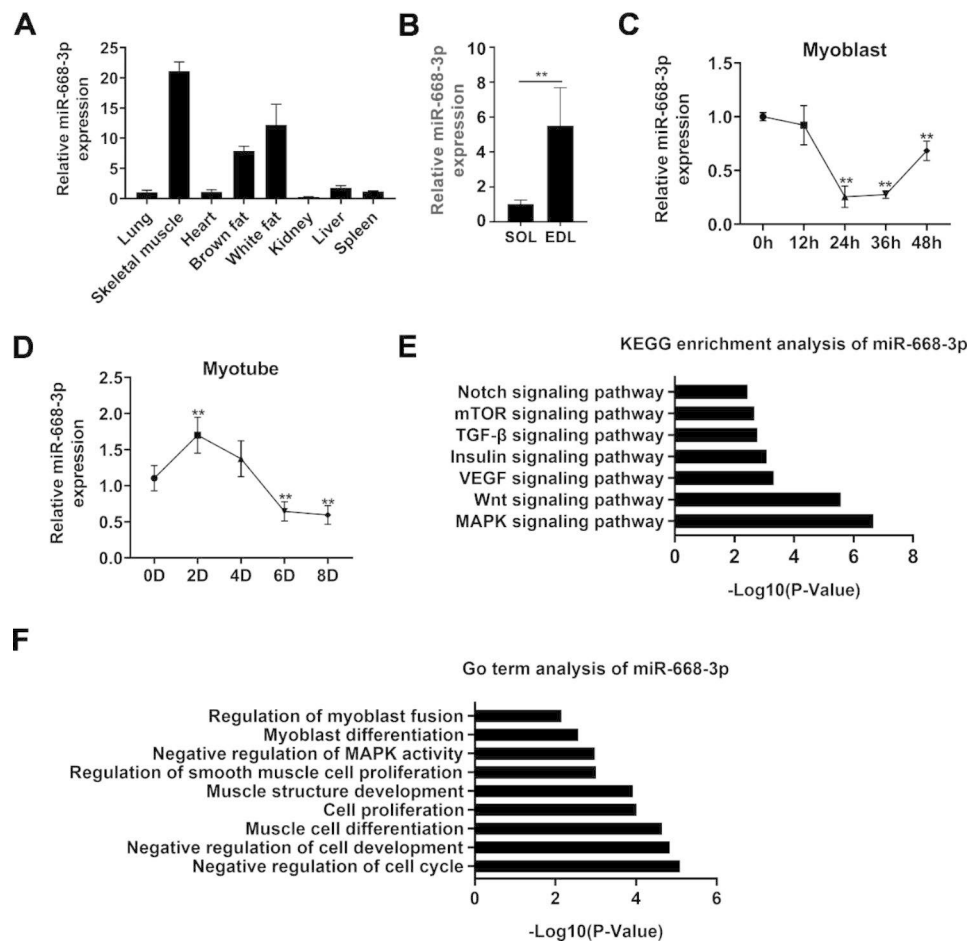 A
Relative miR-668-3p
expression
25
20
15
10
5
0
Lung
Skeletal muscle
Heart
Brown fat
White fat
Kidney
Liver
Spleen
B
Relative miR-668-3p
expression
10
8
6
4
2
0
**
SOL
EDL
C
Myoblast
Relative miR-668-3p
expression
1.5
1.0
0.5
0.0
**
**
**
0h
12h
24h
36h
48h
D
Myotube
Relative miR-668-3p
expression
2.5
2.0
1.5
1.0
0.5
0.0
**
**
**
0D
2D
4D
6D
8D
E
KEGG enrichment analysis of miR-668-3p
Notch signaling pathway
mTOR signaling pathway
TGF-β signaling pathway
Insulin signaling pathway
VEGF signaling pathway
Wnt signaling pathway
MAPK signaling pathway
0 2 4 6 8
-Log10(P-Value)
F
Go term analysis of miR-668-3p
Regulation of myoblast fusion
Myoblast differentiation
Negative regulation of MAPK activity
Regulation of smooth muscle cell proliferation
Muscle structure development
Cell proliferation
Muscle cell differentiation
Negative regulation of cell development
Negative regulation of cell cycle
0 2 4 6
-Log10(P-Value)